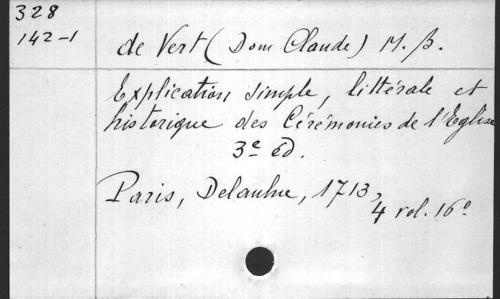 328
142-1
de Vert (Dom Claude) M. B.
Explication simple, littérale et
historique des Cérémonies de l'Eglise
3e éd.
Paris, Delaulne, 1713,
4 vol. 16°